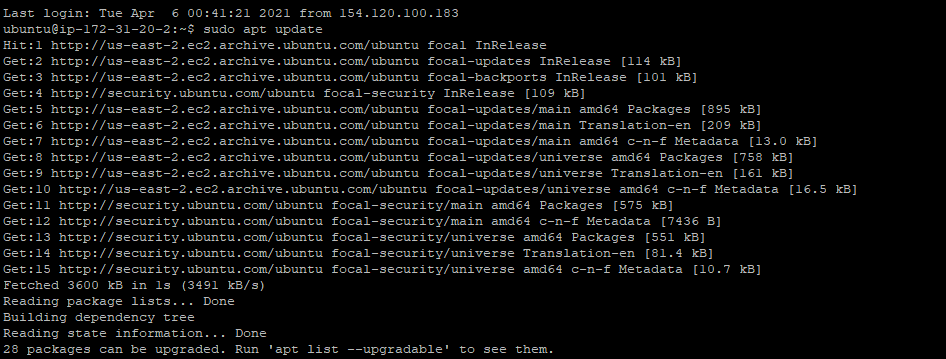 Last login: Tue Apr  6 00:41:21 2021 from 154.120.100.183
ubuntu@ip-172-31-20-2:~$ sudo apt update
Hit:1 http://us-east-2.ec2.archive.ubuntu.com/ubuntu focal InRelease
Get:2 http://us-east-2.ec2.archive.ubuntu.com/ubuntu focal-updates InRelease [114 kB]
Get:3 http://us-east-2.ec2.archive.ubuntu.com/ubuntu focal-backports InRelease [101 kB]
Get:4 http://security.ubuntu.com/ubuntu focal-security InRelease [109 kB]
Get:5 http://us-east-2.ec2.archive.ubuntu.com/ubuntu focal-updates/main amd64 Packages [895 kB]
Get:6 http://us-east-2.ec2.archive.ubuntu.com/ubuntu focal-updates/main Translation-en [209 kB]
Get:7 http://us-east-2.ec2.archive.ubuntu.com/ubuntu focal-updates/main amd64 c-n-f Metadata [13.0 kB]
Get:8 http://us-east-2.ec2.archive.ubuntu.com/ubuntu focal-updates/universe amd64 Packages [758 kB]
Get:9 http://us-east-2.ec2.archive.ubuntu.com/ubuntu focal-updates/universe Translation-en [161 kB]
Get:10 http://us-east-2.ec2.archive.ubuntu.com/ubuntu focal-updates/universe amd64 c-n-f Metadata [16.5 kB]
Get:11 http://security.ubuntu.com/ubuntu focal-security/main amd64 Packages [575 kB]
Get:12 http://security.ubuntu.com/ubuntu focal-security/main amd64 c-n-f Metadata [7436 B]
Get:13 http://security.ubuntu.com/ubuntu focal-security/universe amd64 Packages [551 kB]
Get:14 http://security.ubuntu.com/ubuntu focal-security/universe Translation-en [81.4 kB]
Get:15 http://security.ubuntu.com/ubuntu focal-security/universe amd64 c-n-f Metadata [10.7 kB]
Fetched 3600 kB in 1s (3491 kB/s)
Reading package lists... Done
Building dependency tree
Reading state information... Done
28 packages can be upgraded. Run 'apt list --upgradable' to see them.